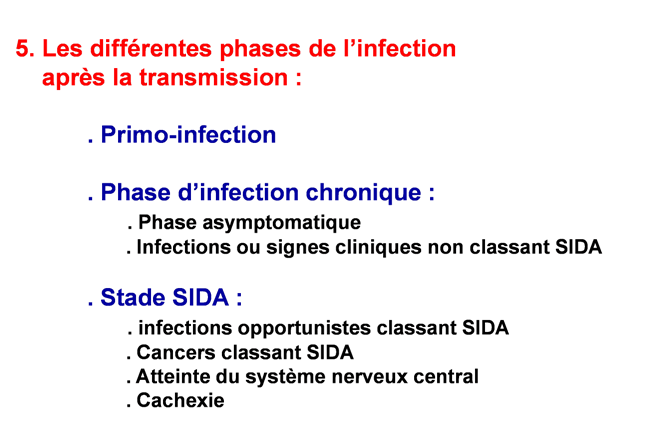 5. Les différentes phases de l’infection
après la transmission :
. Primo-infection
. Phase d’infection chronique :
. Phase asymptomatique
. Infections ou signes cliniques non classant SIDA
. Stade SIDA :
. infections opportunistes classant SIDA
. Cancers classant SIDA
. Atteinte du système nerveux central
. Cachexie